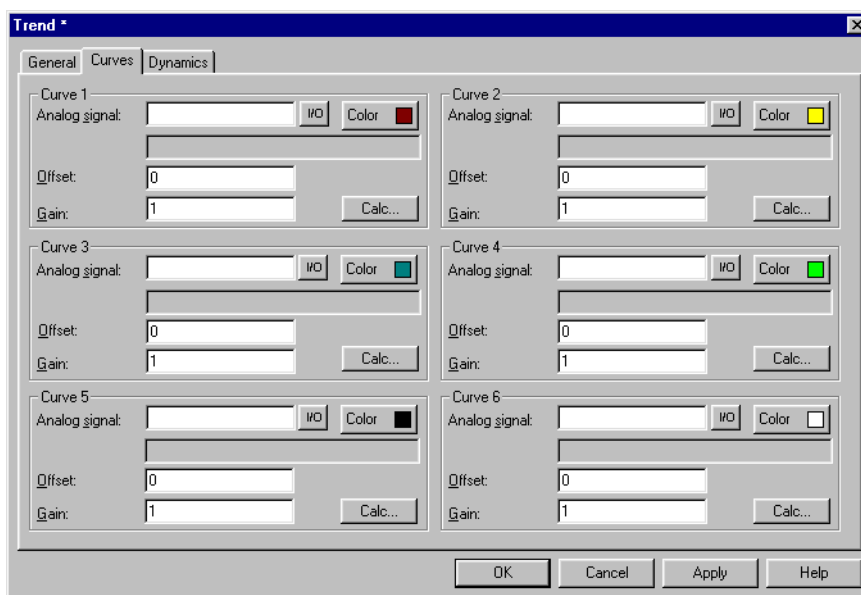 Trend *
General Curves Dynamics
Curve 1
Analog signal: I/O Color
Offset: 0
Gain: 1 Calc...
Curve 2
Analog signal: I/O Color
Offset: 0
Gain: 1 Calc...
Curve 3
Analog signal: I/O Color
Offset: 0
Gain: 1 Calc...
Curve 4
Analog signal: I/O Color
Offset: 0
Gain: 1 Calc...
Curve 5
Analog signal: I/O Color
Offset: 0
Gain: 1 Calc...
Curve 6
Analog signal: I/O Color
Offset: 0
Gain: 1 Calc...
OK Cancel Apply Help